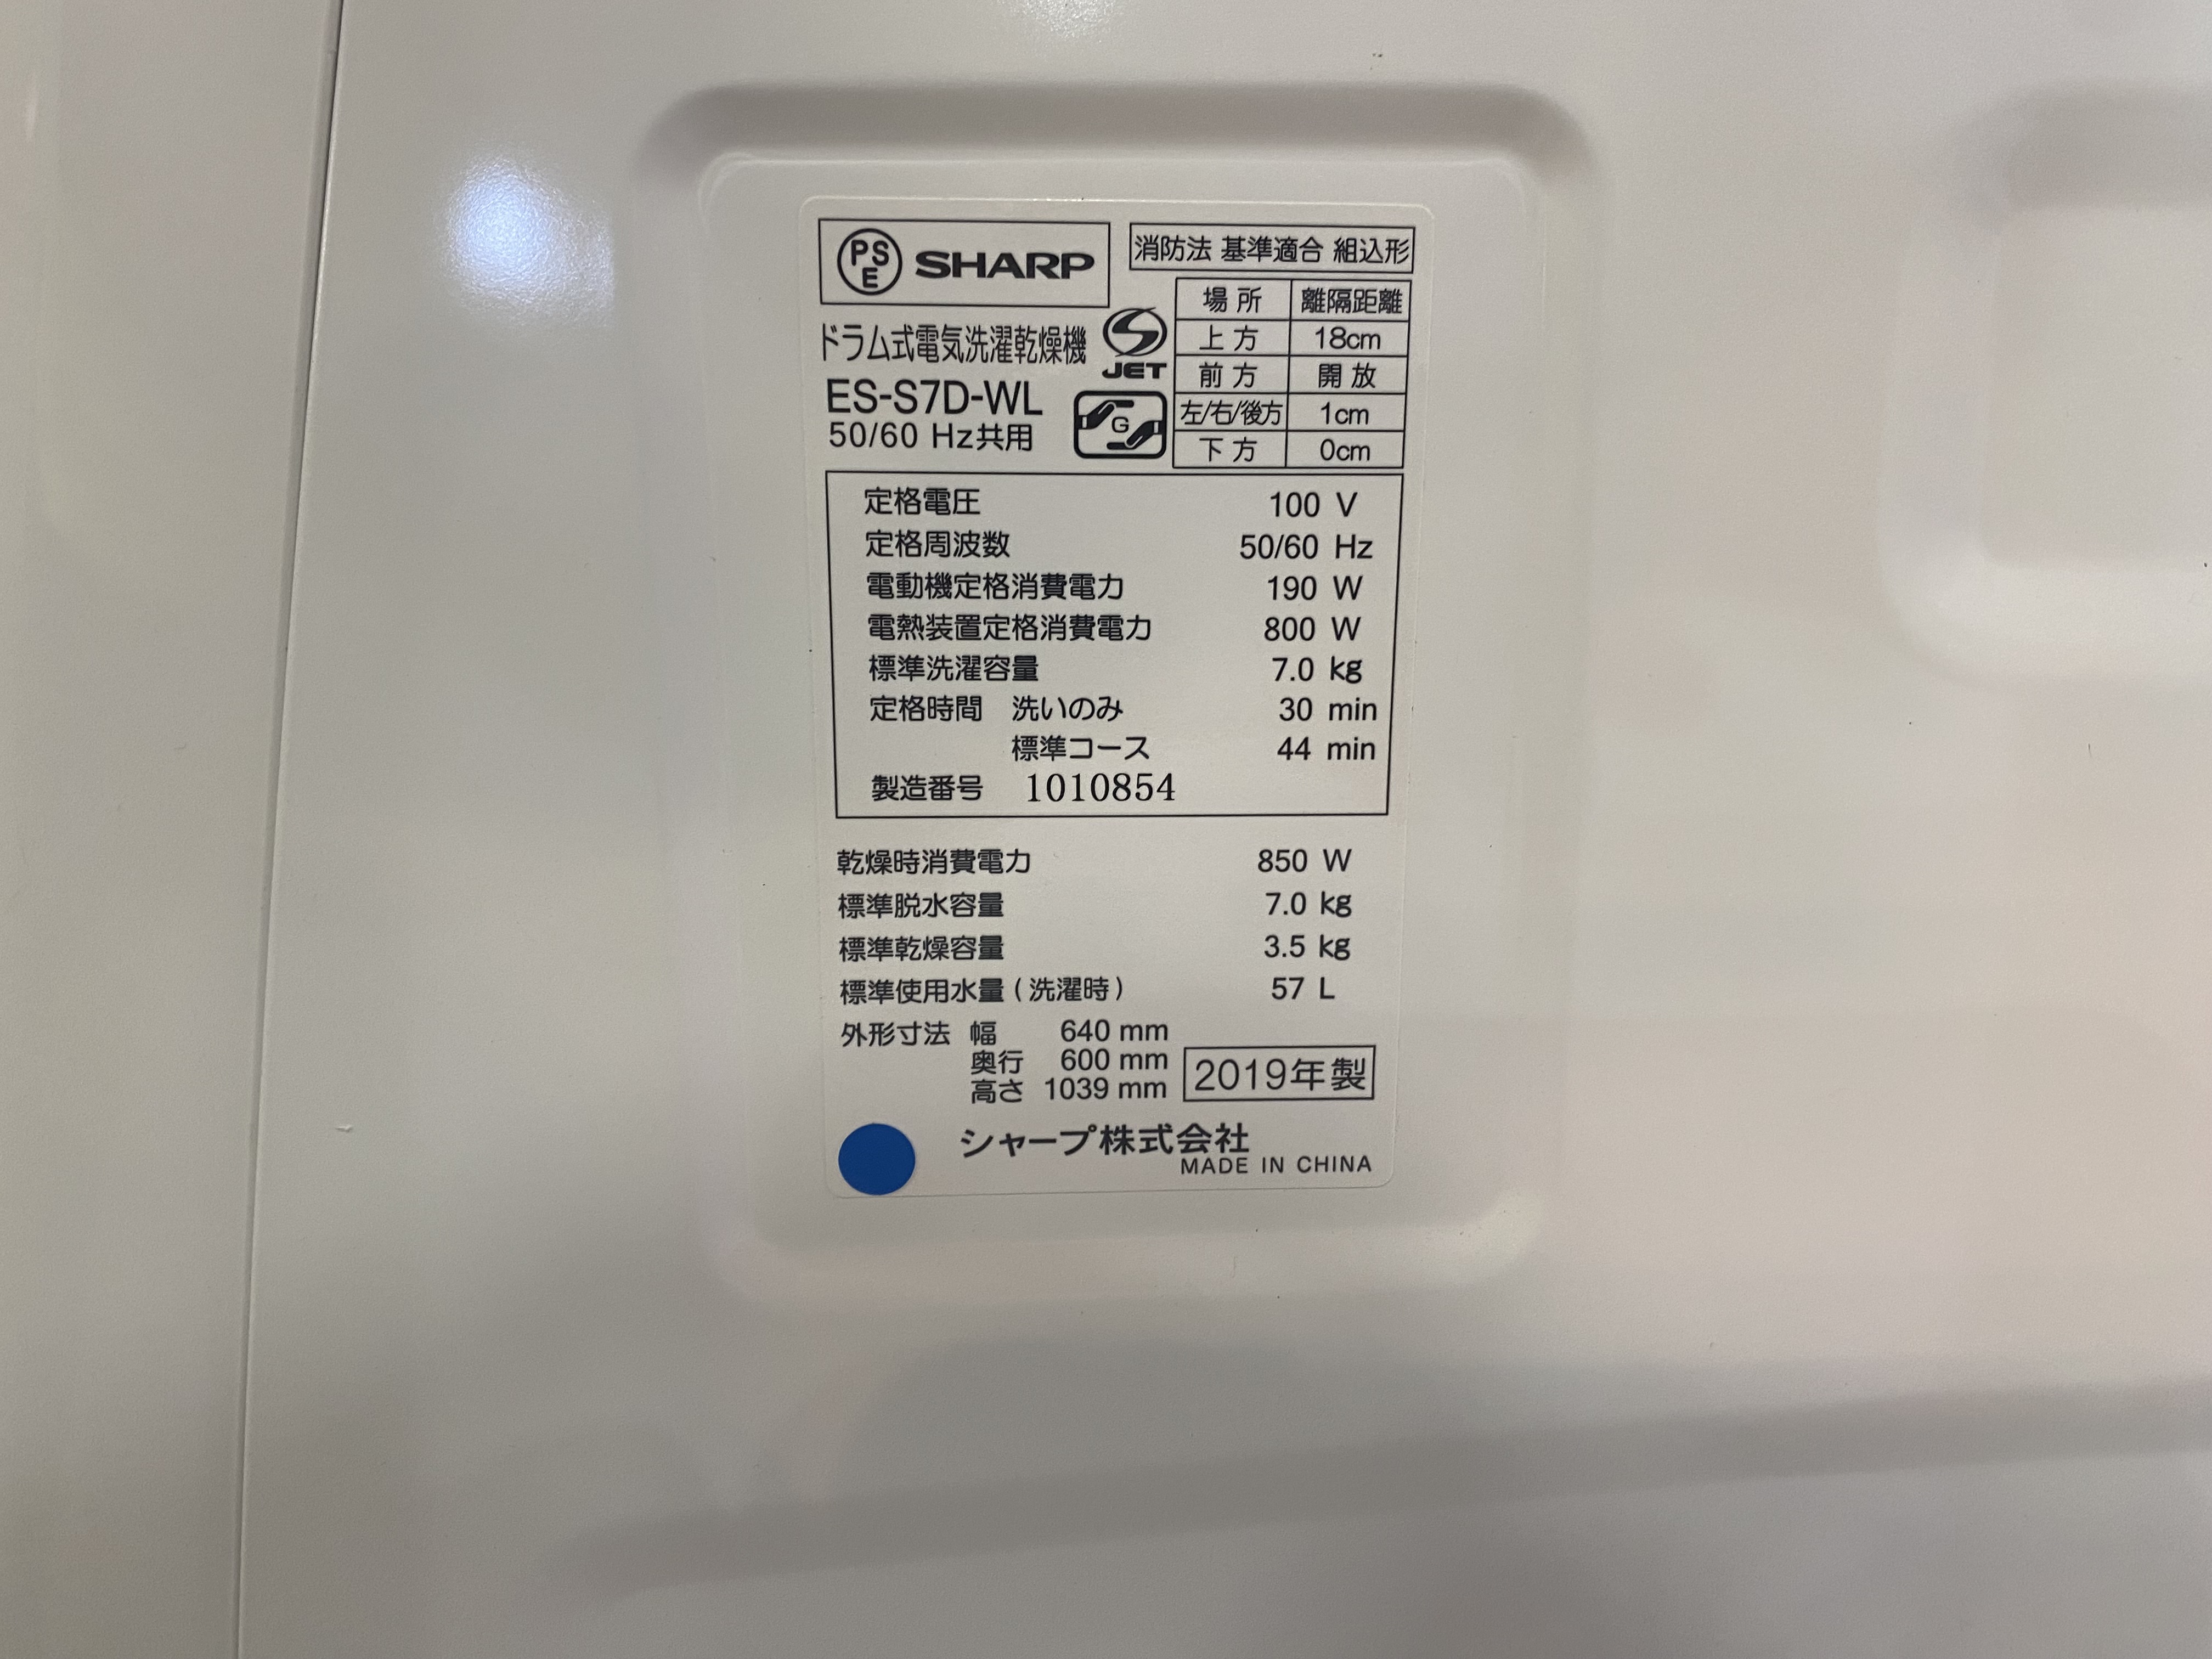 PS
E
SHARP
消防法 基準適合 組込形
場所 離隔距離
上方 18cm
前方 開放
左/右/後方 1cm
下方 0cm
ドラム式電気洗濯乾燥機
S
JET
ES-S7D-WL
50/60 Hz共用
G
定格電圧 100 V
定格周波数 50/60 Hz
電動機定格消費電力 190 W
電熱装置定格消費電力 800 W
標準洗濯容量 7.0 kg
定格時間 洗いのみ 30 min
標準コース 44 min
製造番号 1010854
乾燥時消費電力 850 W
標準脱水容量 7.0 kg
標準乾燥容量 3.5 kg
標準使用水量(洗濯時) 57 L
外形寸法 幅 640 mm
奥行 600 mm
高さ 1039 mm
2019年製
シャープ株式会社
MADE IN CHINA